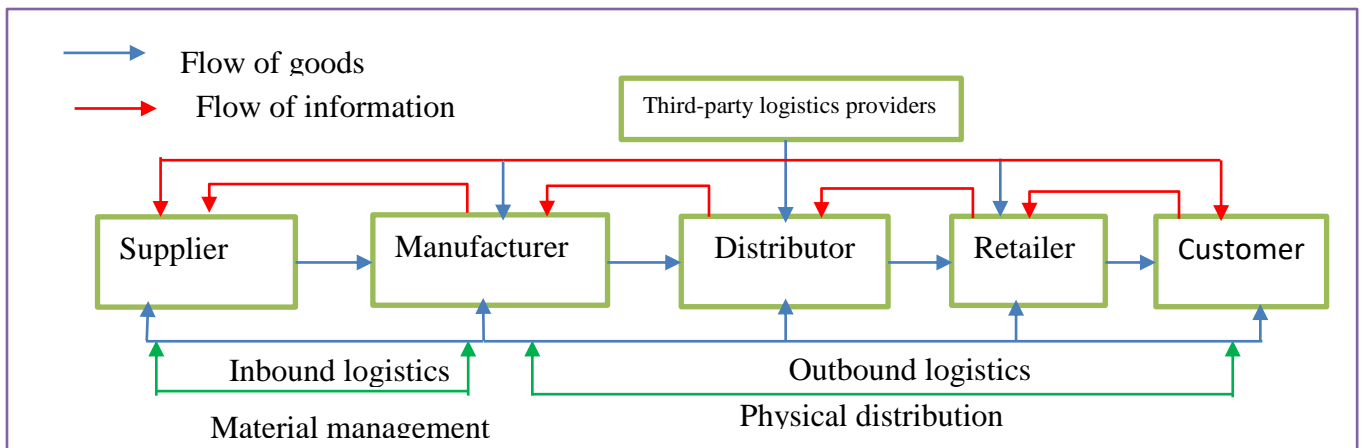 Flow of goods
Flow of information
Third-party logistics providers
Supplier
Manufacturer
Distributor
Retailer
Customer
Inbound logistics
Outbound logistics
Material management
Physical distribution